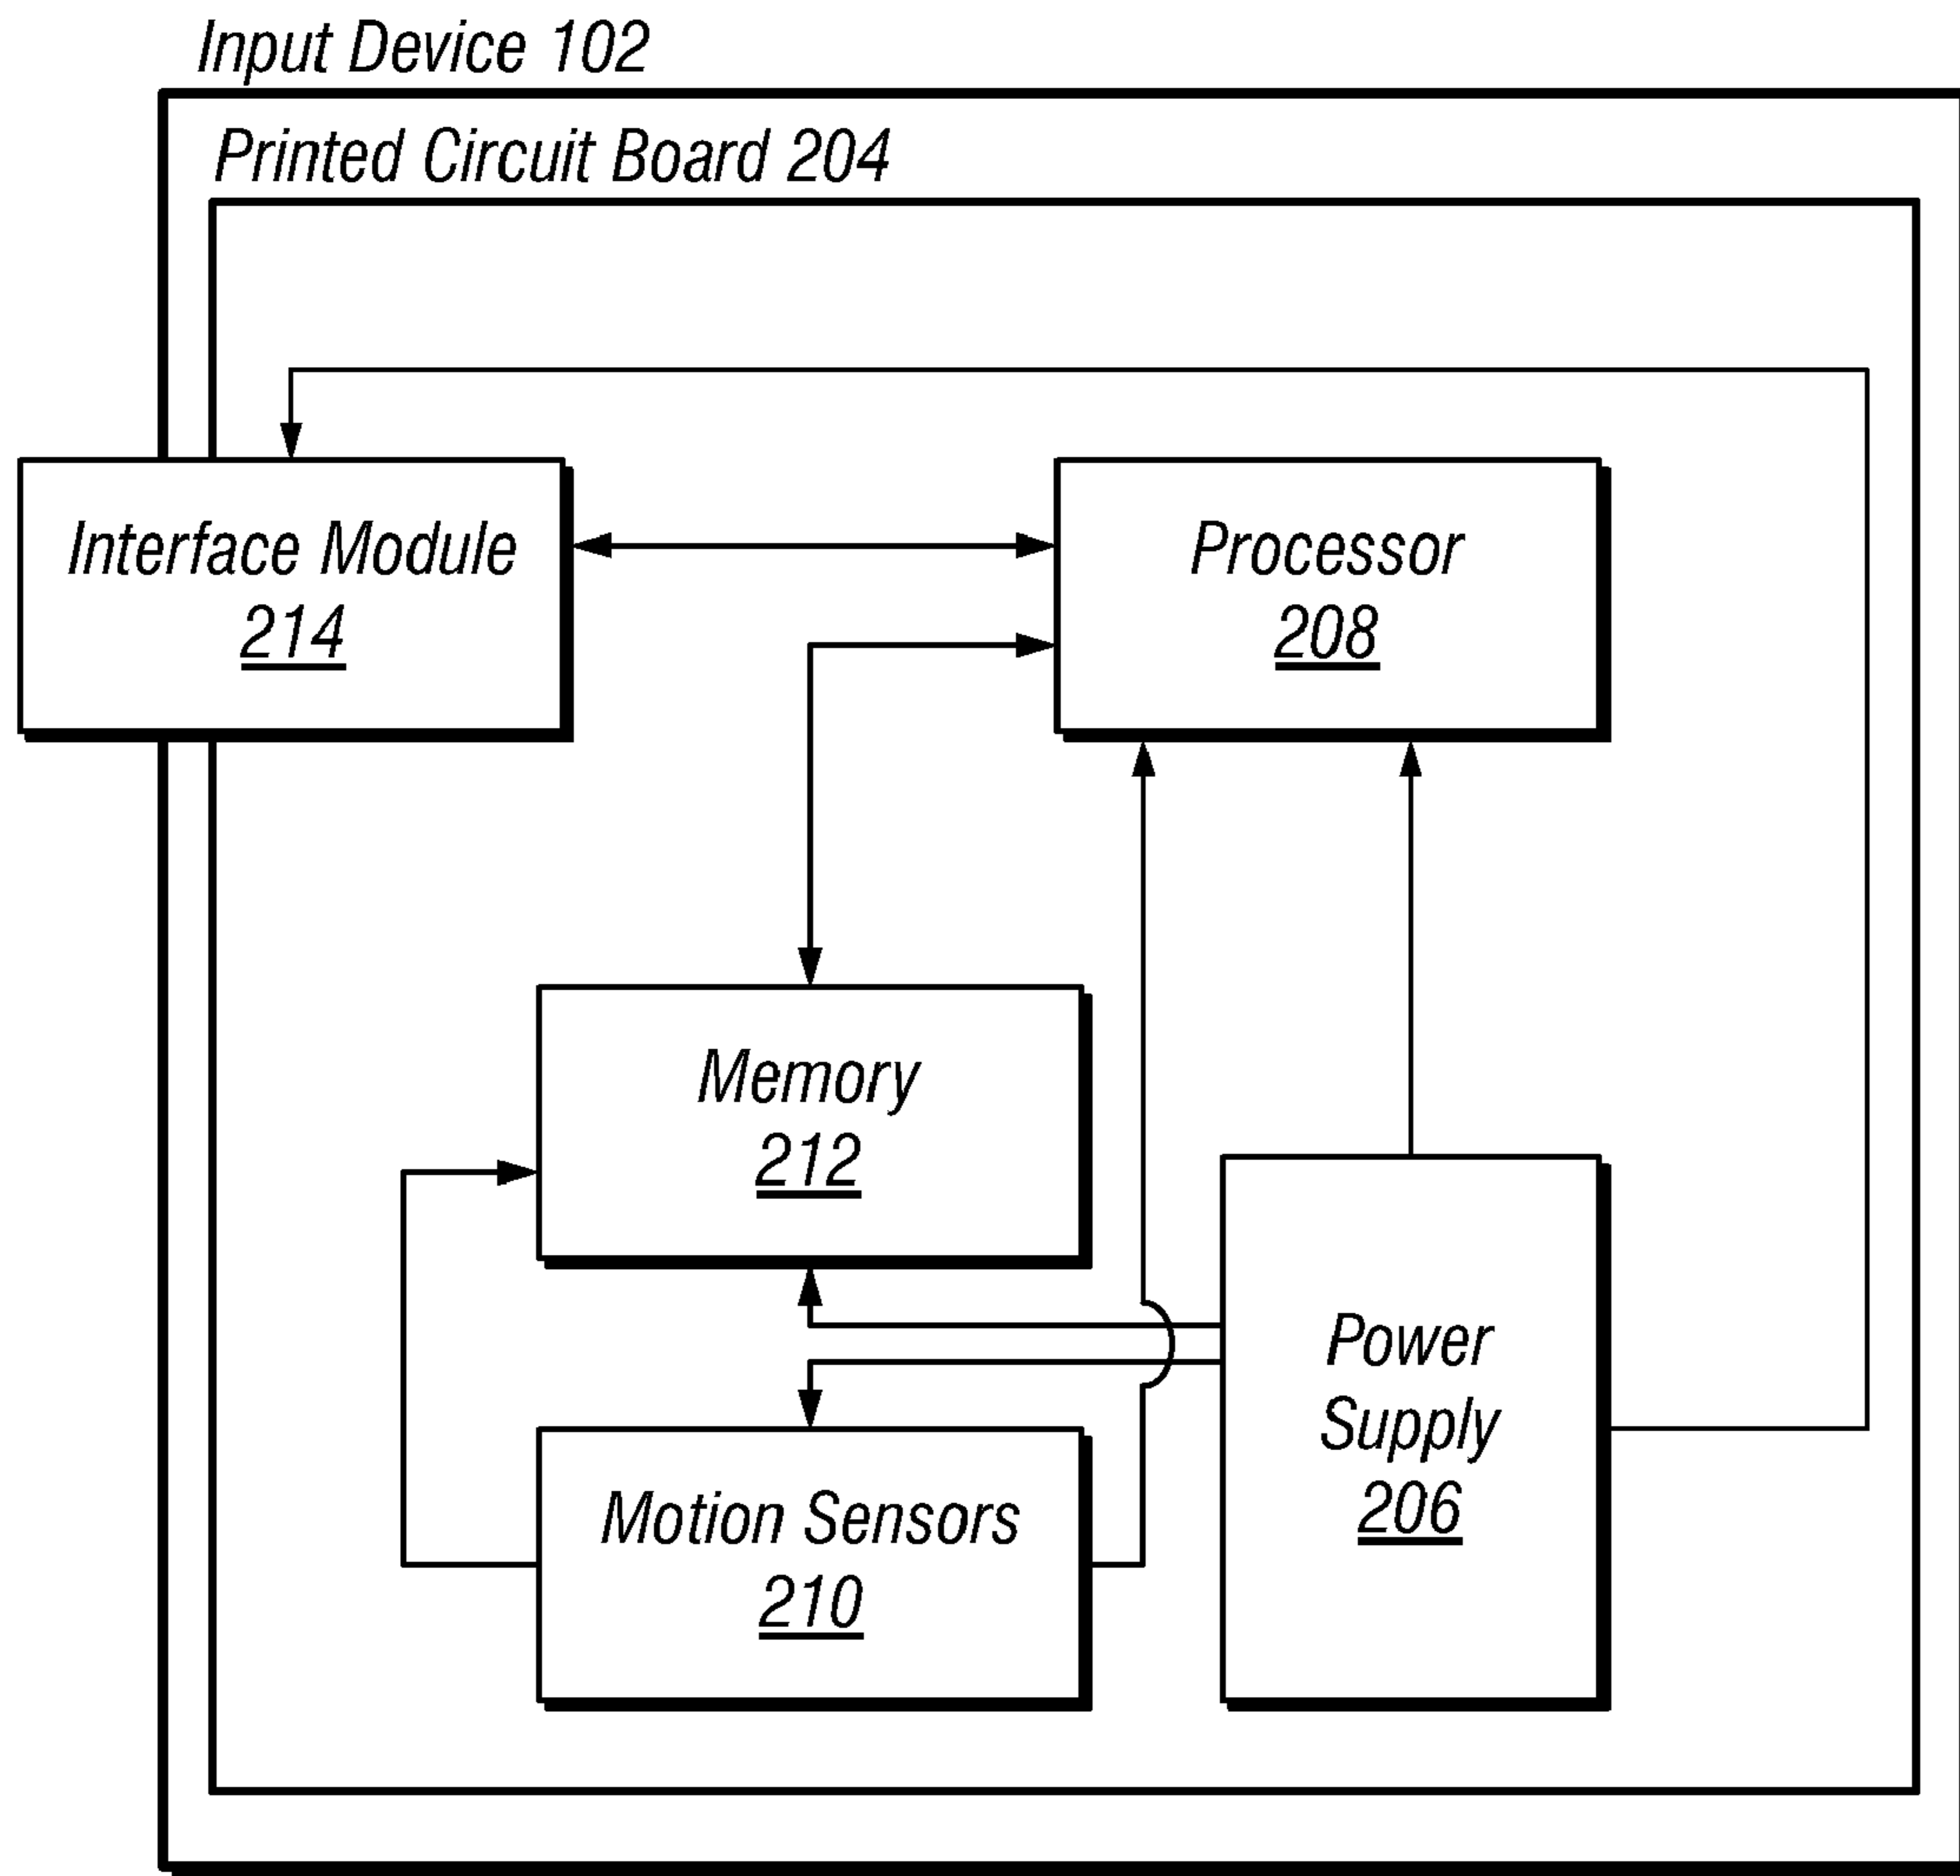 Input Device 102
Printed Circuit Board 204
Interface Module
214
Processor
208
Memory
212
Power
Supply
206
Motion Sensors
210